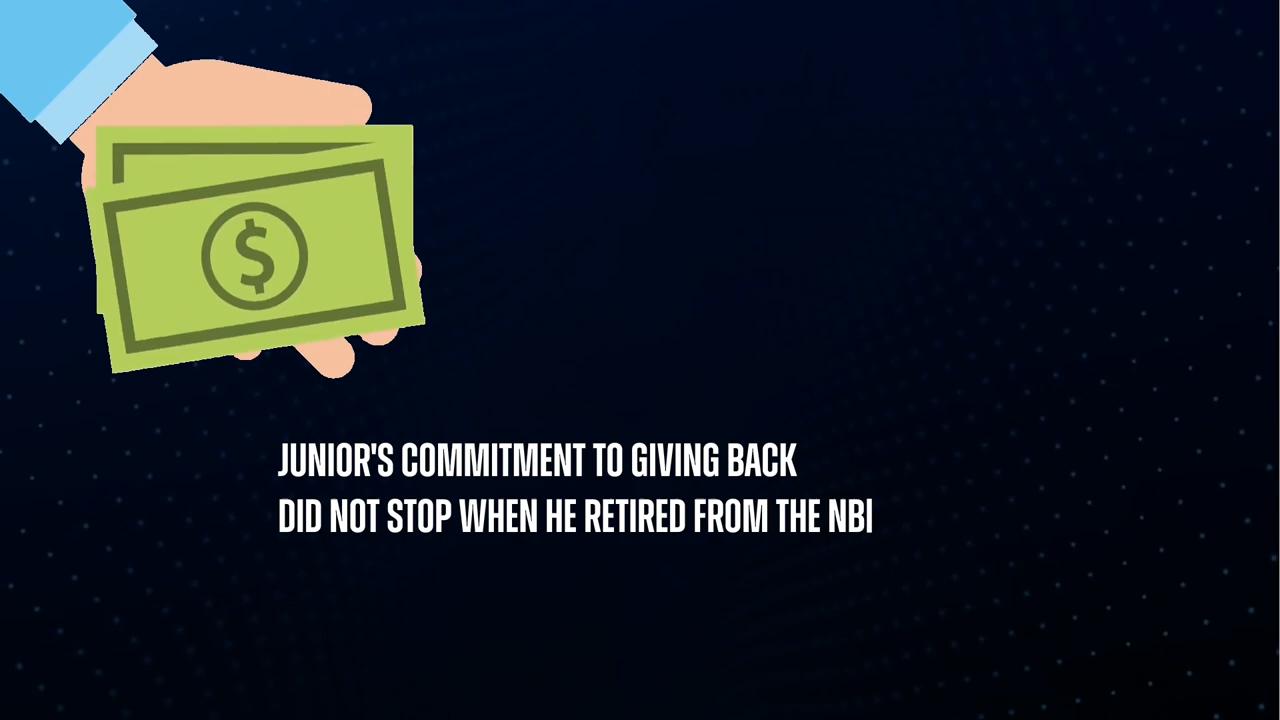 $
JUNIOR'S COMMITMENT TO GIVING BACK
DID NOT STOP WHEN HE RETIRED FROM THE NBI